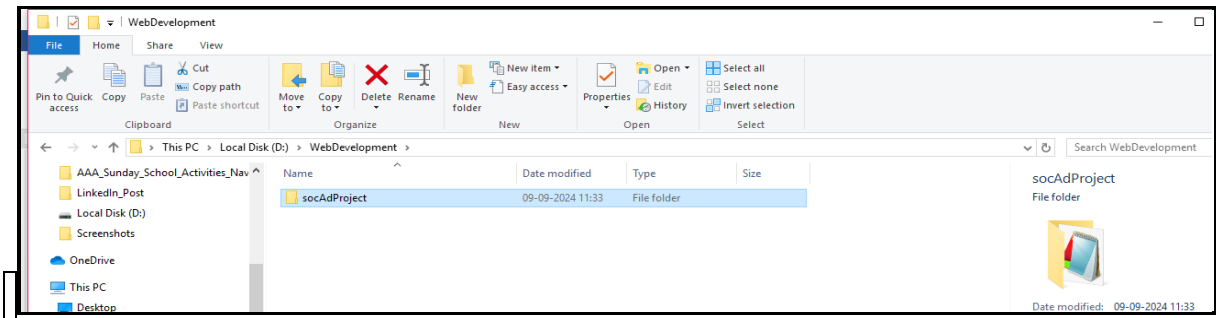 WebDevelopment
File Home Share View
Pin to Quick access
Copy
Paste
Cut
Copy path
Paste shortcut
Clipboard
Move to
Copy to
Delete
Rename
Organize
New folder
New item
Easy access
New
Properties
Open
Edit
History
Open
Select all
Select none
Invert selection
Select
This PC > Local Disk (D:) > WebDevelopment >
Search WebDevelopment
AAA_Sunday_School_Activities_Nav
LinkedIn_Post
Local Disk (D:)
Screenshots
OneDrive
This PC
Desktop
Name Date modified Type Size
socAdProject 09-09-2024 11:33 File folder
socAdProject
File folder
Date modified: 09-09-2024 11:33